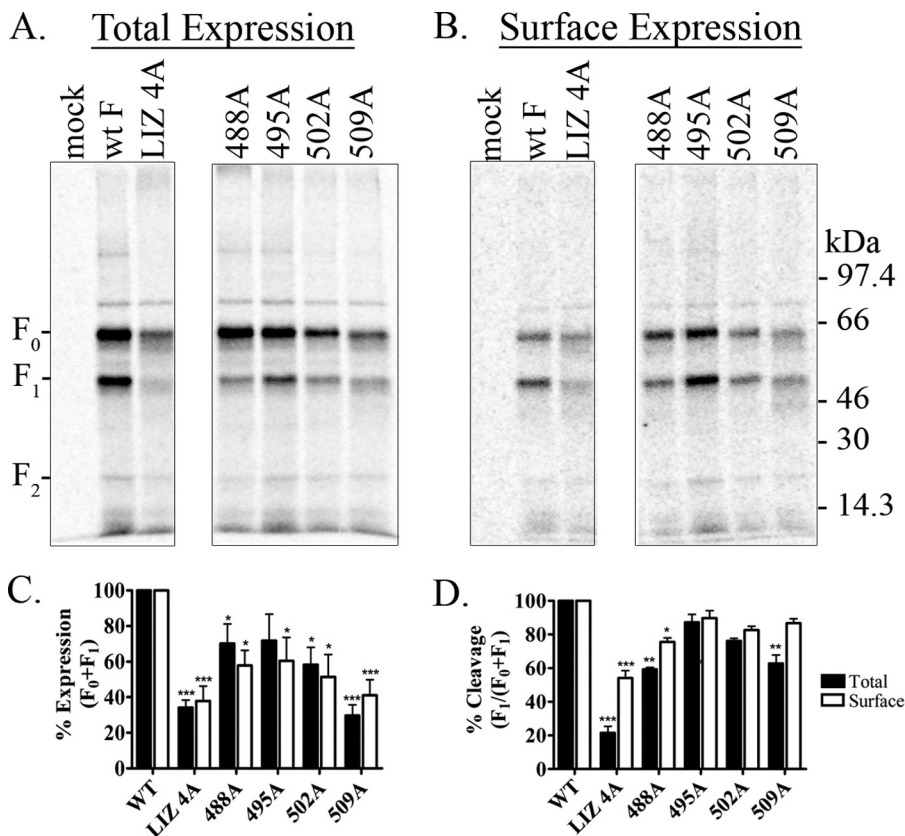 A. Total Expression
mock
wt F
LIZ 4A
488A
495A
502A
509A
F₀
F₁
F₂
B. Surface Expression
mock
wt F
LIZ 4A
488A
495A
502A
509A
kDa
- 97.4
- 66
- 46
- 30
- 14.3
C.
% Expression
(F₀+F₁)
100
80
60
40
20
0
***
***
*
*
*
*
*
***
***
WT
LIZ 4A
488A
495A
502A
509A
D.
% Cleavage
(F₁/(F₀+F₁)
100
80
60
40
20
0
***
***
**
*
**
WT
LIZ 4A
488A
495A
502A
509A
Total
Surface